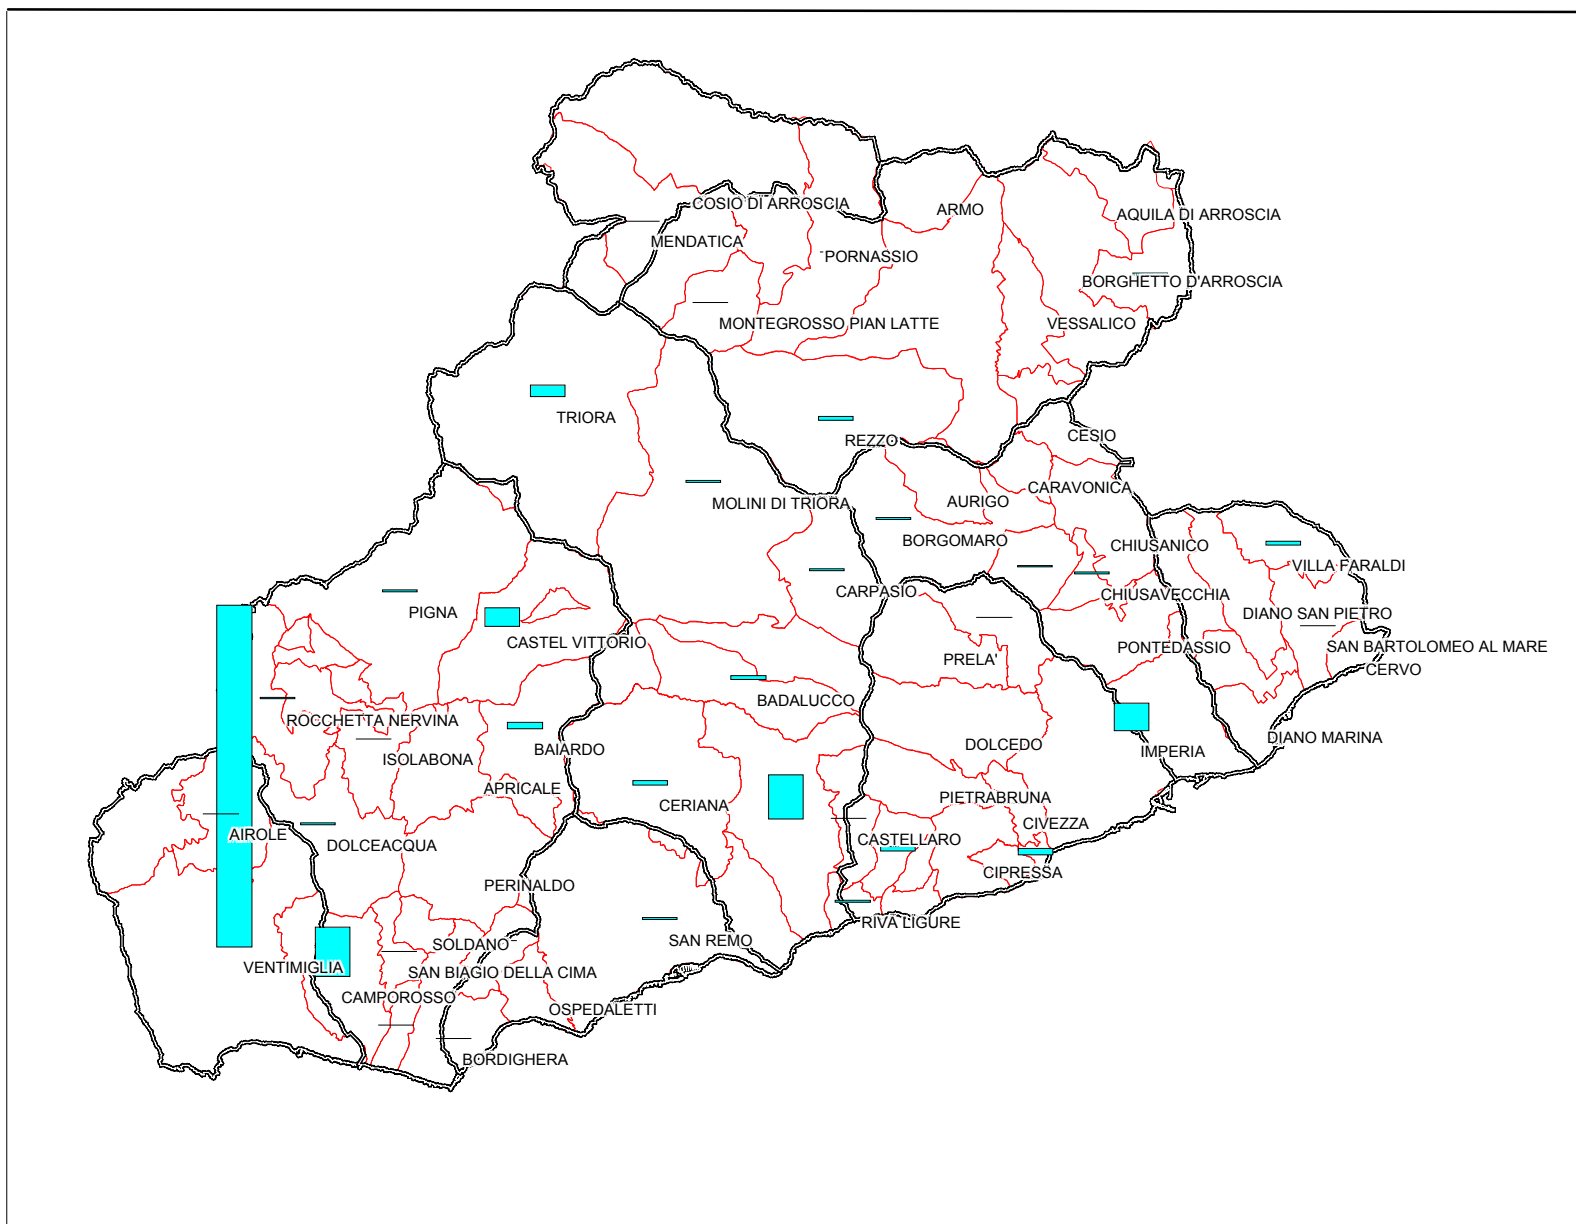 COSIO DI ARROSCIA
ARMO
AQUILA DI ARROSCIA
MENDATICA
PORNASSIO
BORGHETTO D'ARROSCIA
MONTEGROSSO PIAN LATTE
VESSALICO
TRIORA
REZZO
CESIO
MOLINI DI TRIORA
AURIGO
CARAVONICA
BORGOMARO
CHIUSANICO
VILLA FARALDI
CARPASIO
CHIUSAVECCHIA
PIGNA
DIANO SAN PIETRO
CASTEL VITTORIO
PRELA'
PONTEDASSIO
SAN BARTOLOMEO AL MARE
CERVO
BADALUCCO
ROCCHETTA NERVINA
ISOLABONA
BAIARDO
DOLCEDO
IMPERIA
DIANO MARINA
APRICALE
CERIANA
PIETRABRUNA
CIVEZZA
AIROLE
DOLCEACQUA
CASTELLARO
CIPRESSA
PERINALDO
RIVA LIGURE
SAN REMO
SOLDANO
VENTIMIGLIA
SAN BIAGIO DELLA CIMA
CAMPOROSSO
OSPEDALETTI
BORDIGHERA